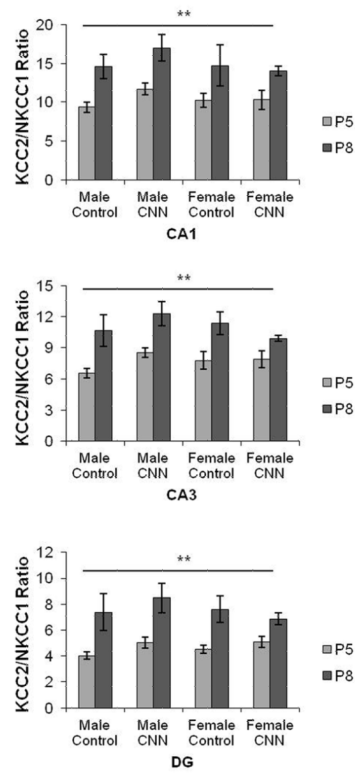 **
20
15
10
5
0
KCC2/NKCC1 Ratio
Male Control
Male CNN
Female Control
Female CNN
CA1
P5
P8
**
15
12
9
6
3
0
KCC2/NKCC1 Ratio
Male Control
Male CNN
Female Control
Female CNN
CA3
P5
P8
**
12
10
8
6
4
2
0
KCC2/NKCC1 Ratio
Male Control
Male CNN
Female Control
Female CNN
DG
P5
P8